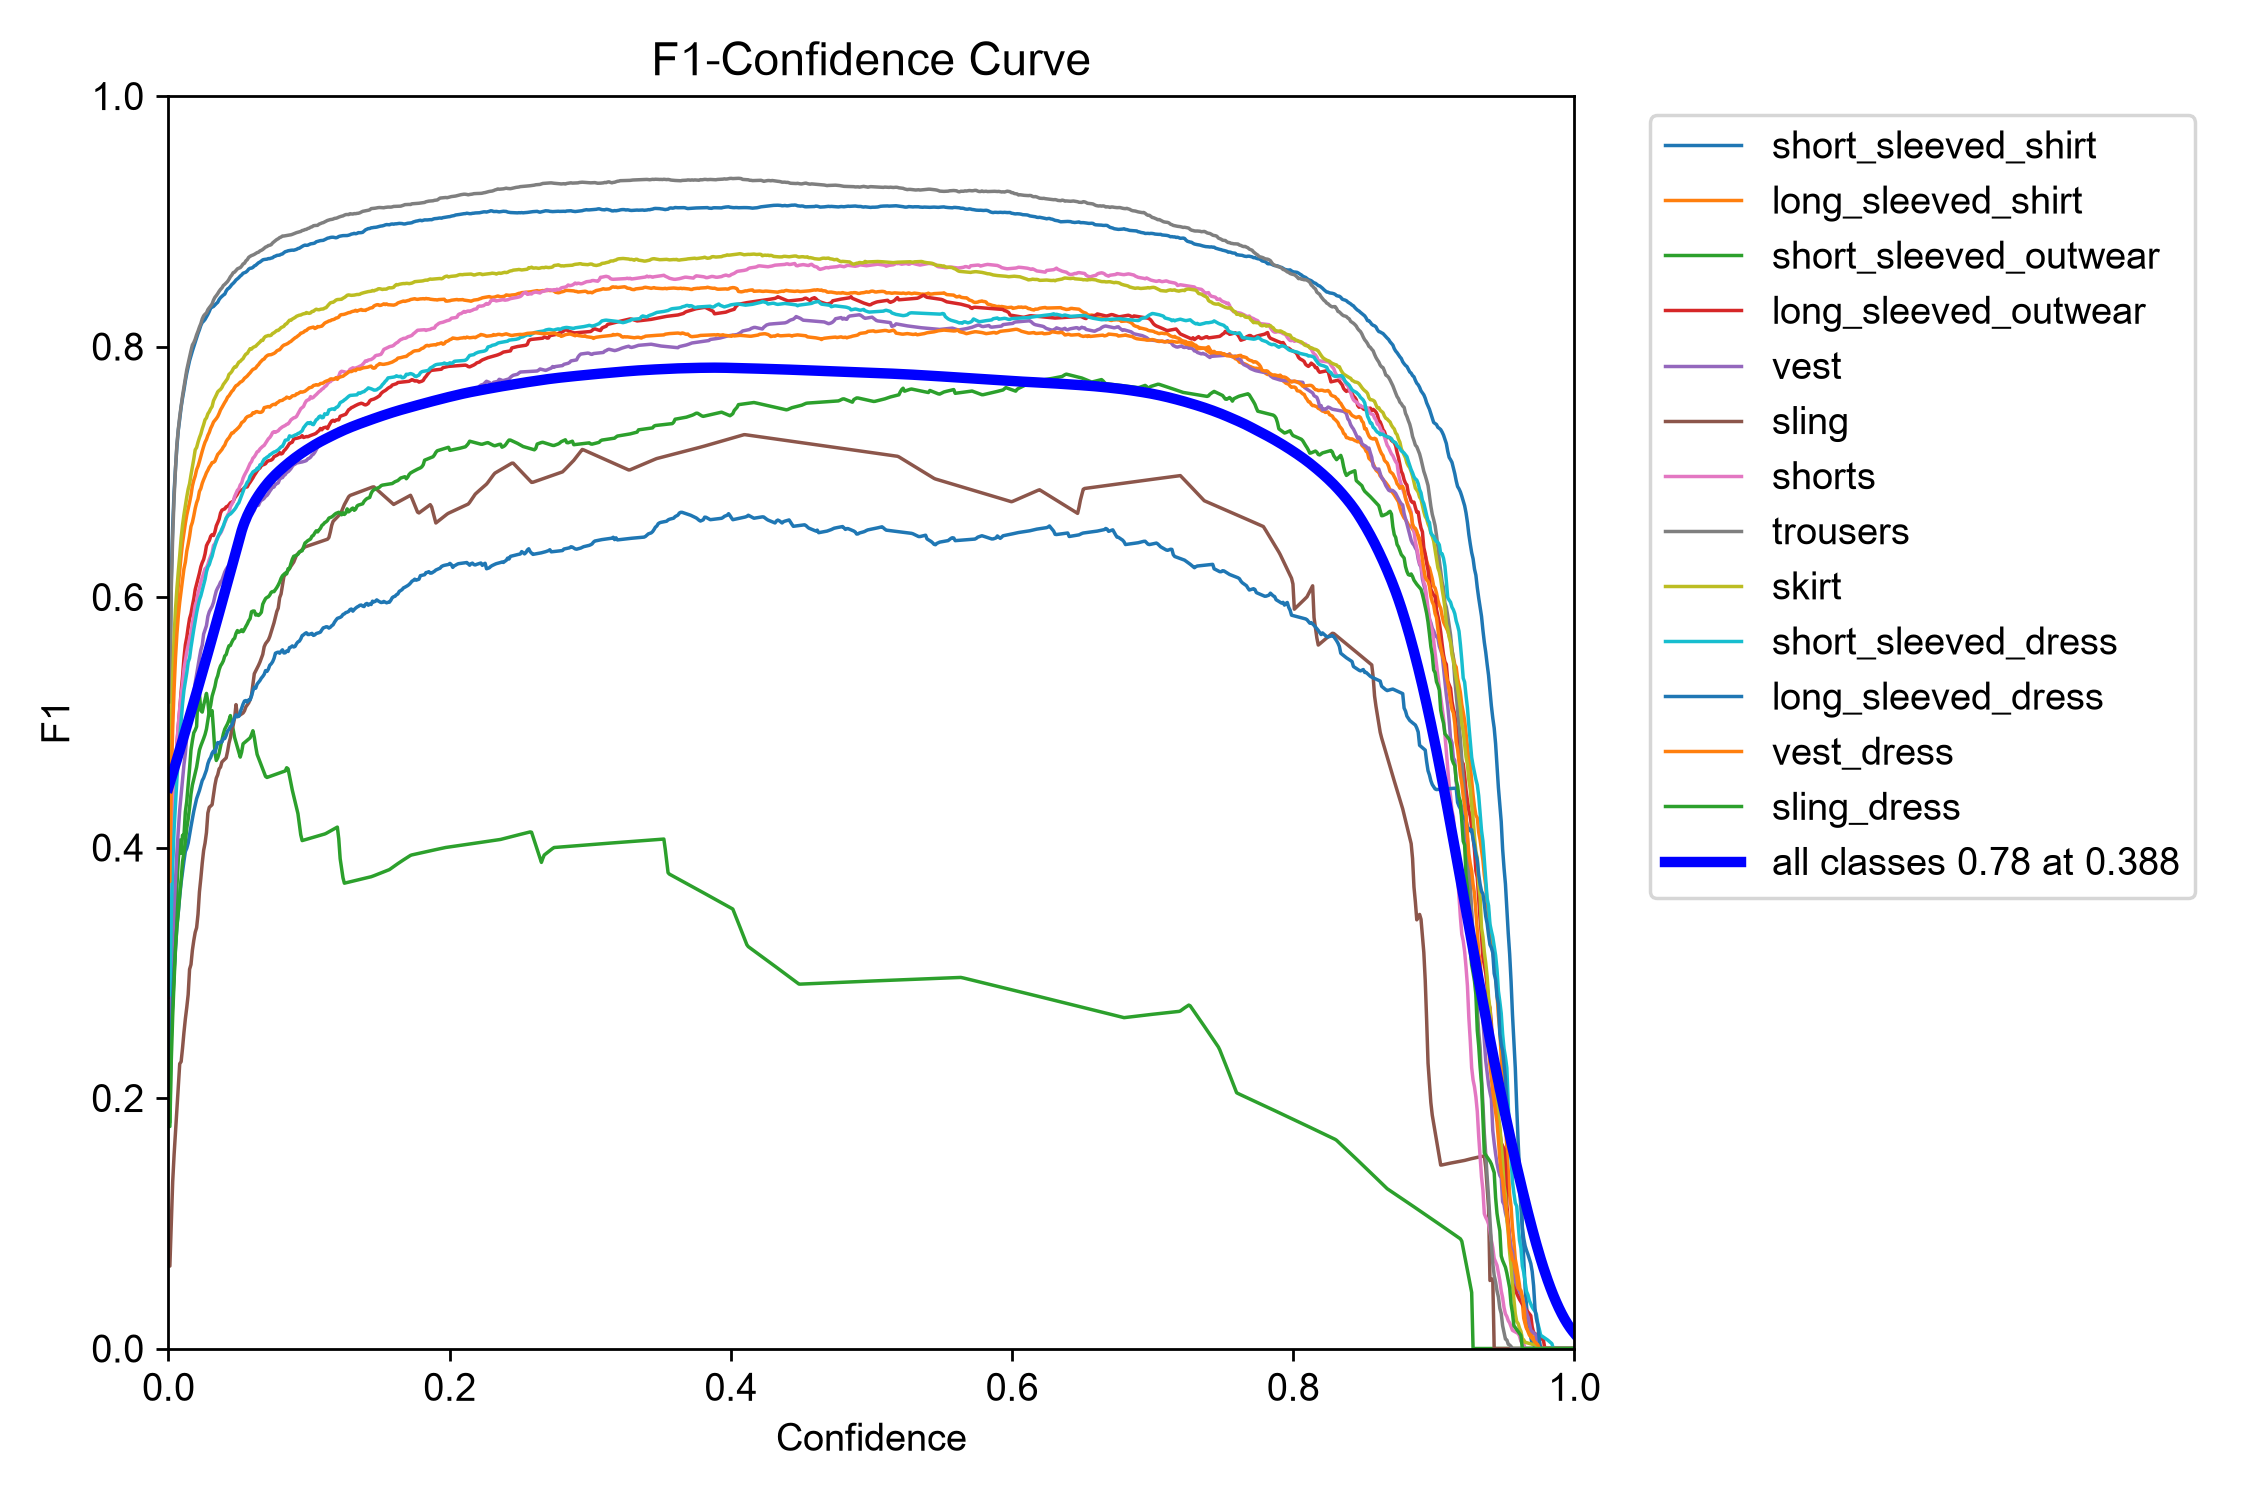 F1-Confidence Curve
1.0
0.8
0.6
0.4
0.2
0.0
F1
0.0 0.2 0.4 0.6 0.8 1.0
Confidence
short_sleeved_shirt
long_sleeved_shirt
short_sleeved_outwear
long_sleeved_outwear
vest
sling
shorts
trousers
skirt
short_sleeved_dress
long_sleeved_dress
vest_dress
sling_dress
all classes 0.78 at 0.388